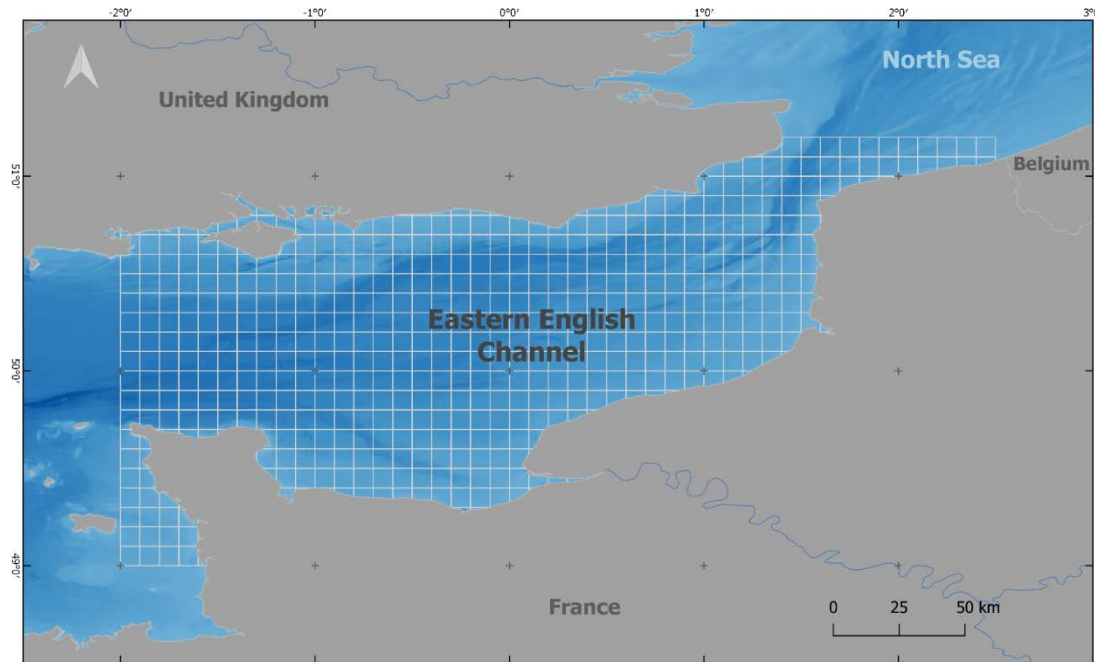 -2°0' -1°0' 0°0' 1°0' 2°0' 3°0'
North Sea
United Kingdom
Belgium
51°0'
Eastern English
Channel
50°0'
49°0'
France
0 25 50 km